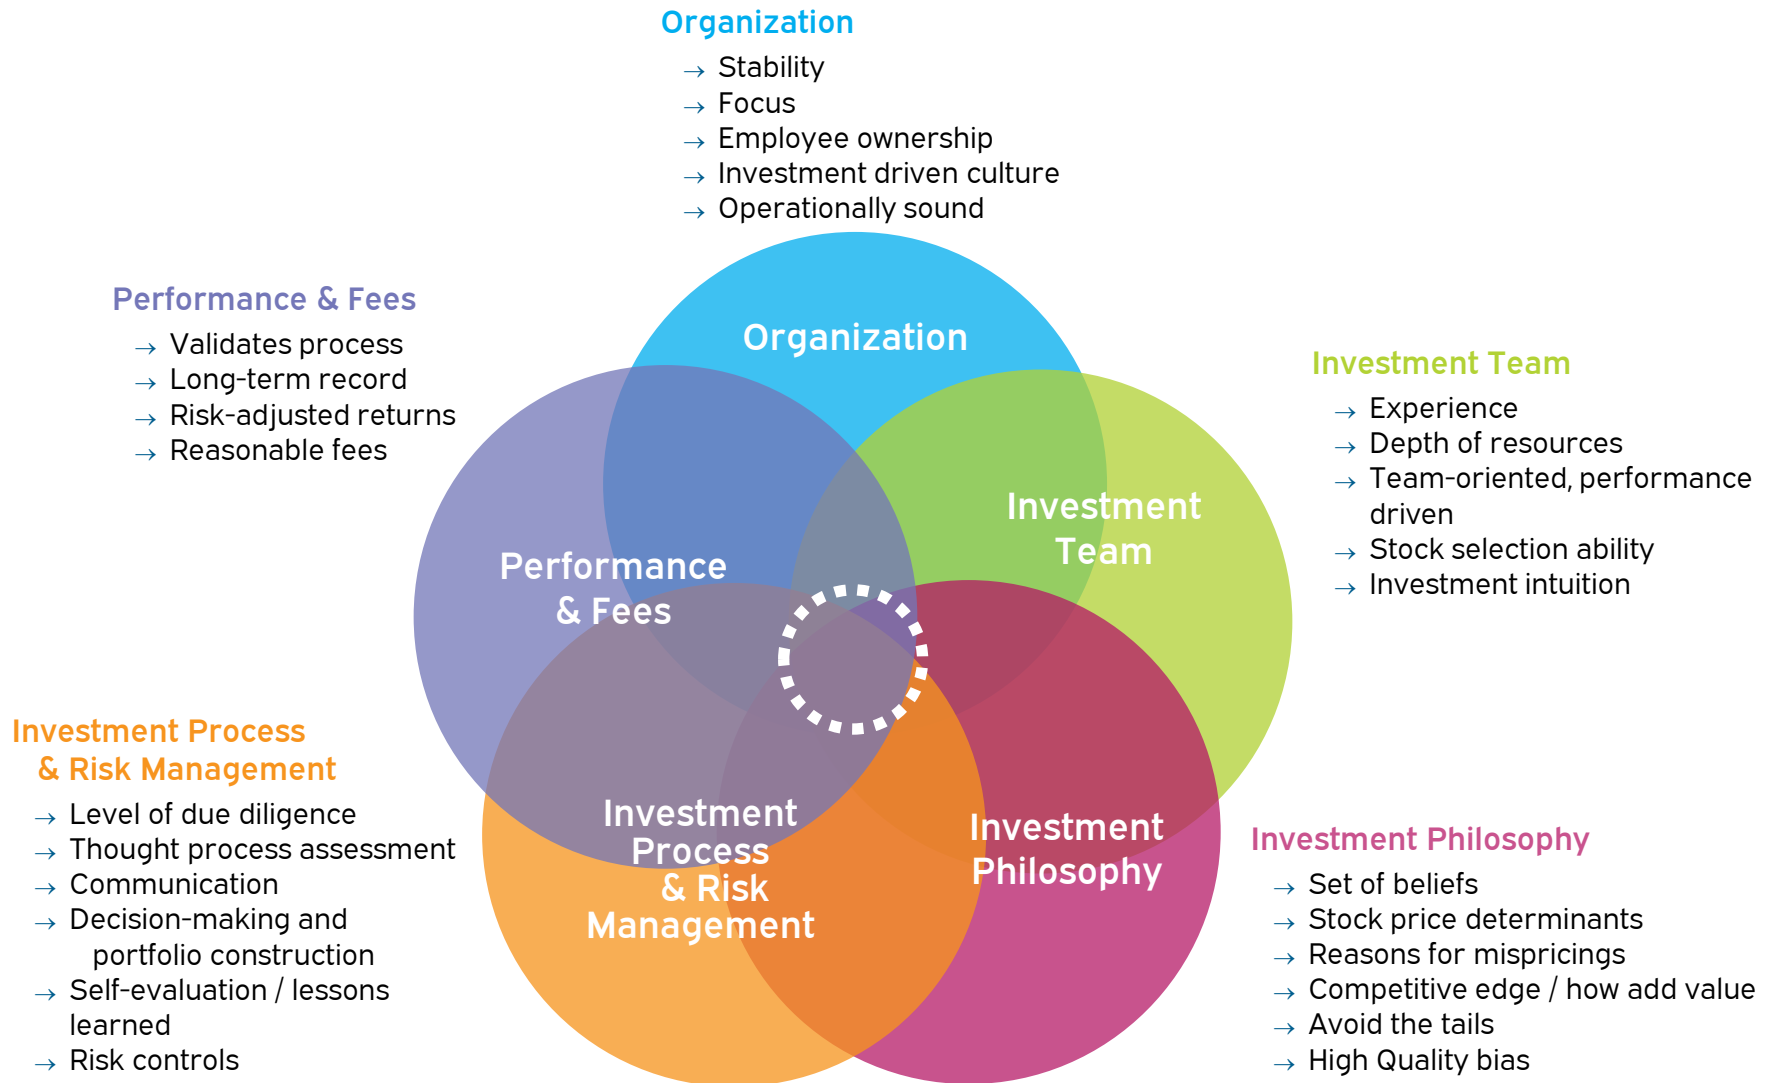 Organization
→ Stability
→ Focus
→ Employee ownership
→ Investment driven culture
→ Operationally sound
Performance & Fees
→ Validates process
→ Long-term record
→ Risk-adjusted returns
→ Reasonable fees
Investment Team
→ Experience
→ Depth of resources
→ Team-oriented, performance
driven
→ Stock selection ability
→ Investment intuition
Organization
Investment
Team
Performance
& Fees
Investment
Process
& Risk
Management
Investment
Philosophy
Investment Process
& Risk Management
→ Level of due diligence
→ Thought process assessment
→ Communication
→ Decision-making and
portfolio construction
→ Self-evaluation / lessons
learned
→ Risk controls
Investment Philosophy
→ Set of beliefs
→ Stock price determinants
→ Reasons for mispricings
→ Competitive edge / how add value
→ Avoid the tails
→ High Quality bias